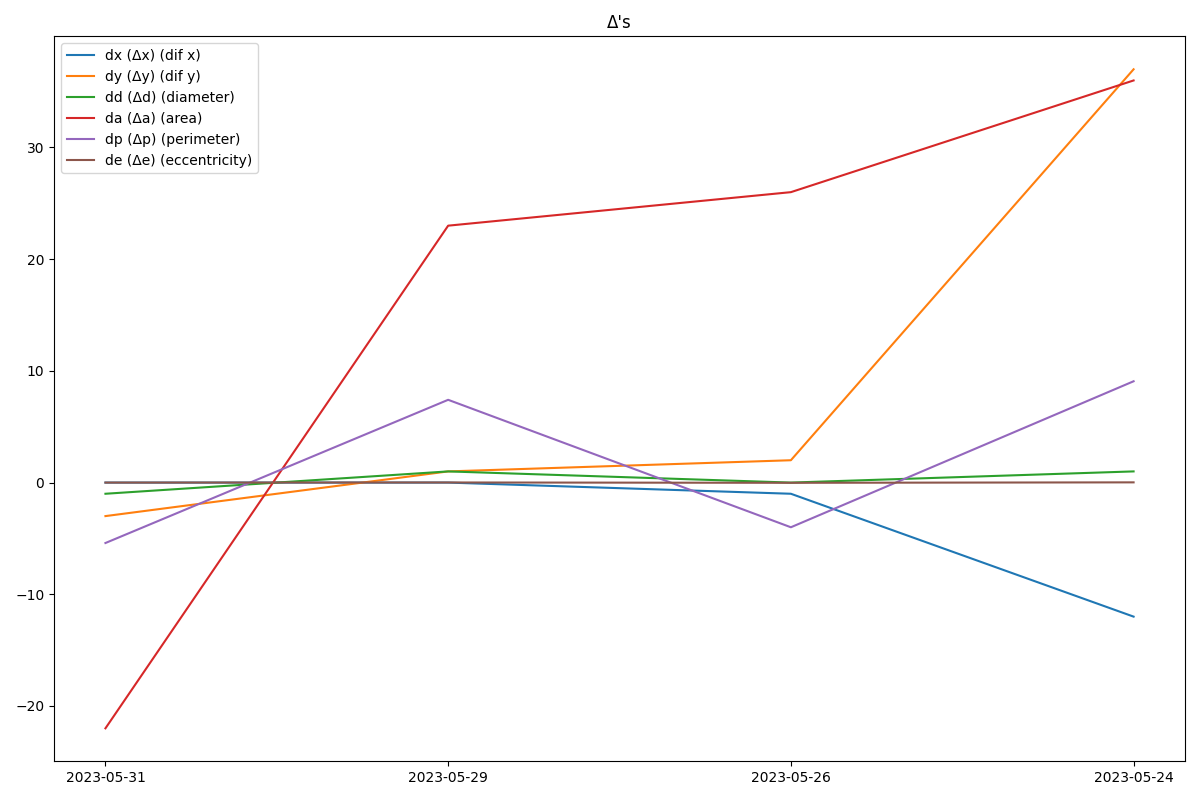 Δ's
dx (Δx) (dif x)
dy (Δy) (dif y)
dd (Δd) (diameter)
da (Δa) (area)
dp (Δp) (perimeter)
de (Δe) (eccentricity)
30
20
10
0
−10
−20
2023-05-31 2023-05-29 2023-05-26 2023-05-24